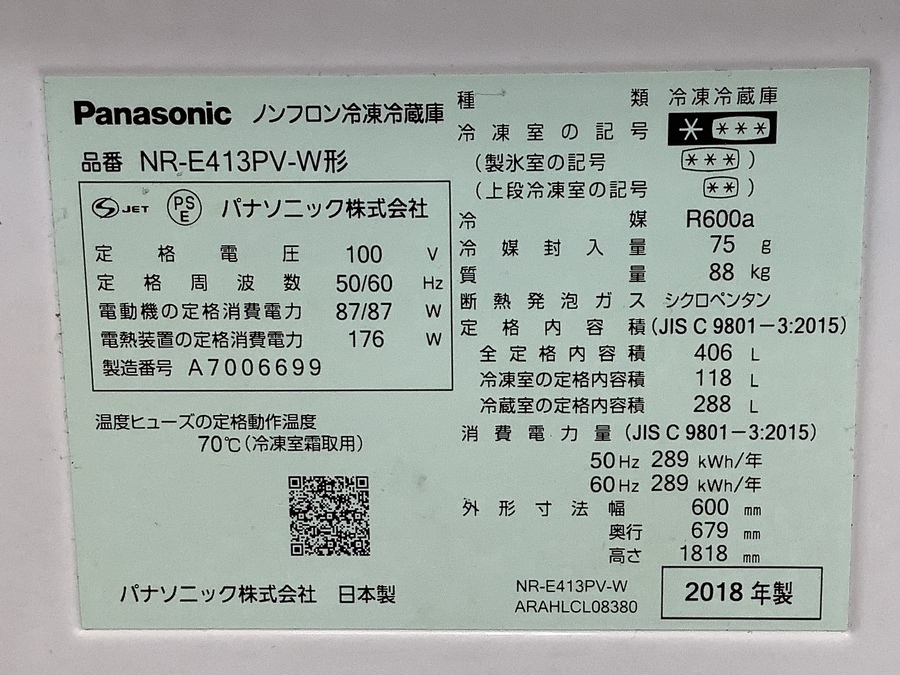 Panasonic ノンフロン冷凍冷蔵庫
品番 NR-E413PV-W形
S JET PS E パナソニック株式会社
定格電圧 100 V
定格周波数 50/60 Hz
電動機の定格消費電力 87/87 W
電熱装置の定格消費電力 176 W
製造番号 A7006699
温度ヒューズの定格動作温度
70℃(冷凍室霜取用)
パナソニック株式会社 日本製
種類 冷凍冷蔵庫
冷凍室の記号 * ***
(製氷室の記号 ***)
(上段冷凍室の記号 **)
冷媒 R600a
冷媒封入量 75 g
質量 88 kg
断熱発泡ガス シクロペンタン
定格内容積(JIS C 9801-3:2015)
全定格内容積 406 L
冷凍室の定格内容積 118 L
冷蔵室の定格内容積 288 L
消費電力量(JIS C 9801-3:2015)
50Hz 289 kWh/年
60Hz 289 kWh/年
外形寸法幅 600 mm
奥行 679 mm
高さ 1818 mm
NR-E413PV-W
ARAHLCL08380
2018年製